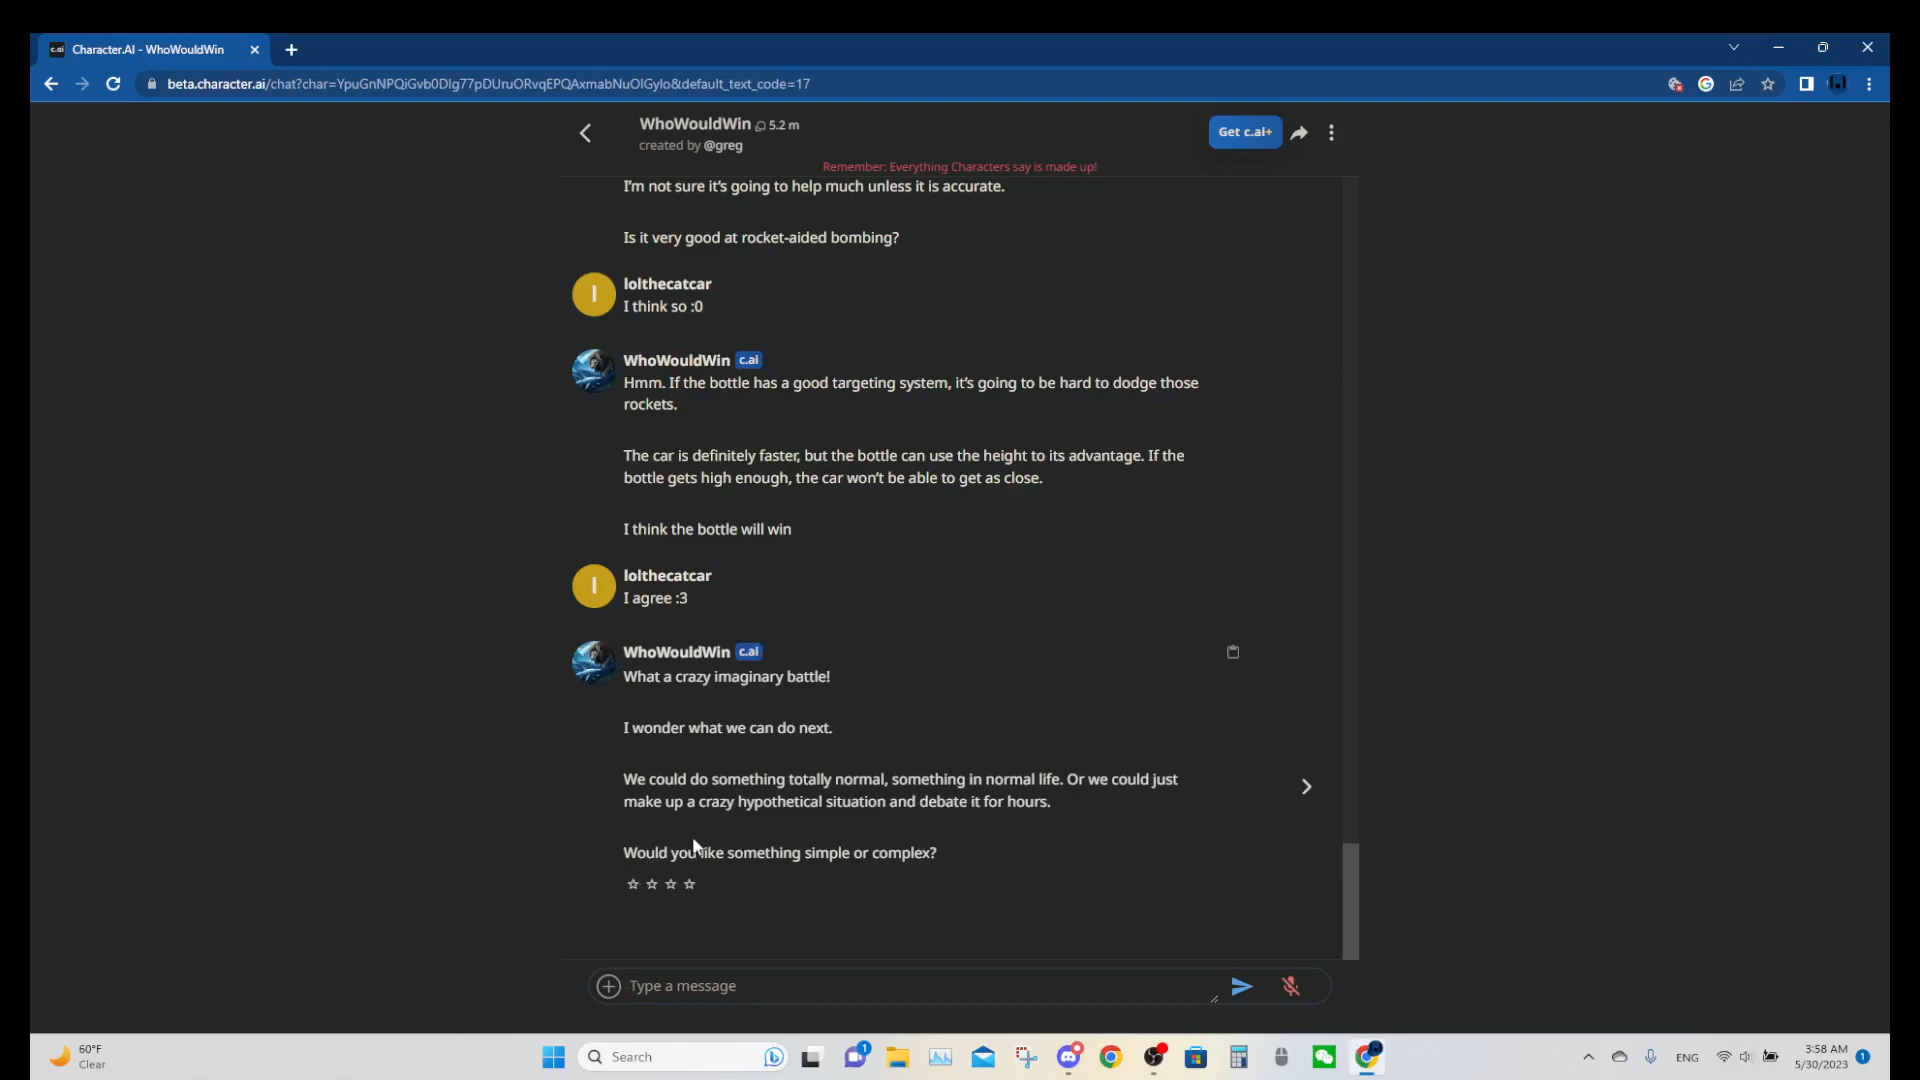 c.ai Character.AI - WhoWouldWin
beta.character.ai/chat?char=YpuGnNPQiGvb0Dlg77pDUruORvqEPQAxmabNuOlGylo&default_text_code=17
WhoWouldWin 5.2 m
created by @greg
Get c.ai+
Remember: Everything Characters say is made up!
I'm not sure it's going to help much unless it is accurate.
Is it very good at rocket-aided bombing?
l
lolthecatcar
I think so :0
WhoWouldWin c.ai
Hmm. If the bottle has a good targeting system, it's going to be hard to dodge those
rockets.
The car is definitely faster, but the bottle can use the height to its advantage. If the
bottle gets high enough, the car won't be able to get as close.
I think the bottle will win
l
lolthecatcar
I agree :3
WhoWouldWin c.ai
What a crazy imaginary battle!
I wonder what we can do next.
We could do something totally normal, something in normal life. Or we could just
make up a crazy hypothetical situation and debate it for hours.
Would you like something simple or complex?
Type a message
60°F
Clear
Search
1
ENG
3:58 AM
5/30/2023
1